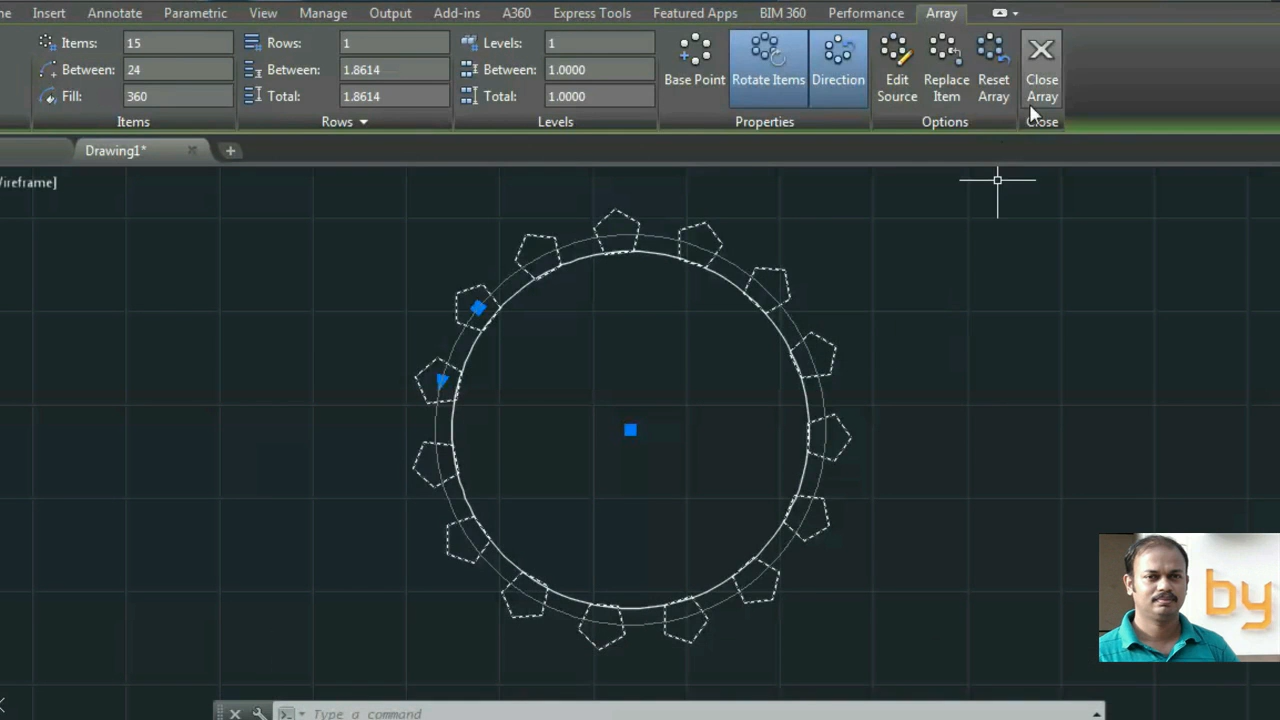 ne Insert Annotate Parametric View Manage Output Add-ins A360 Express Tools Featured Apps BIM 360 Performance Array
Items: 15 Rows: 1 Levels: 1
Between: 24 Between: 1.8614 Between: 1.0000
Fill: 360 Total: 1.8614 Total: 1.0000
Base Point Rotate Items Direction
Edit Source
Replace Item
Reset Array
Close Array
Items Rows Levels Properties Options Close
Drawing1*
Wireframe]
by
Type a command